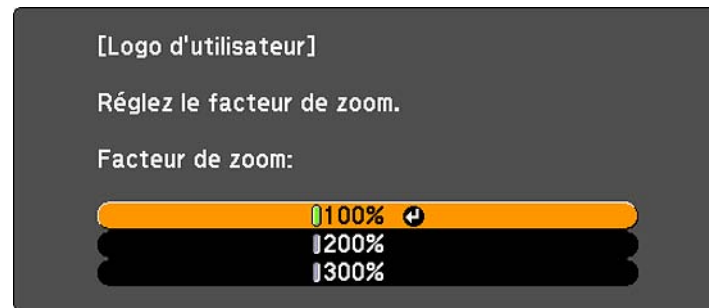 [Logo d'utilisateur]
Réglez le facteur de zoom.
Facteur de zoom:
100%
200%
300%